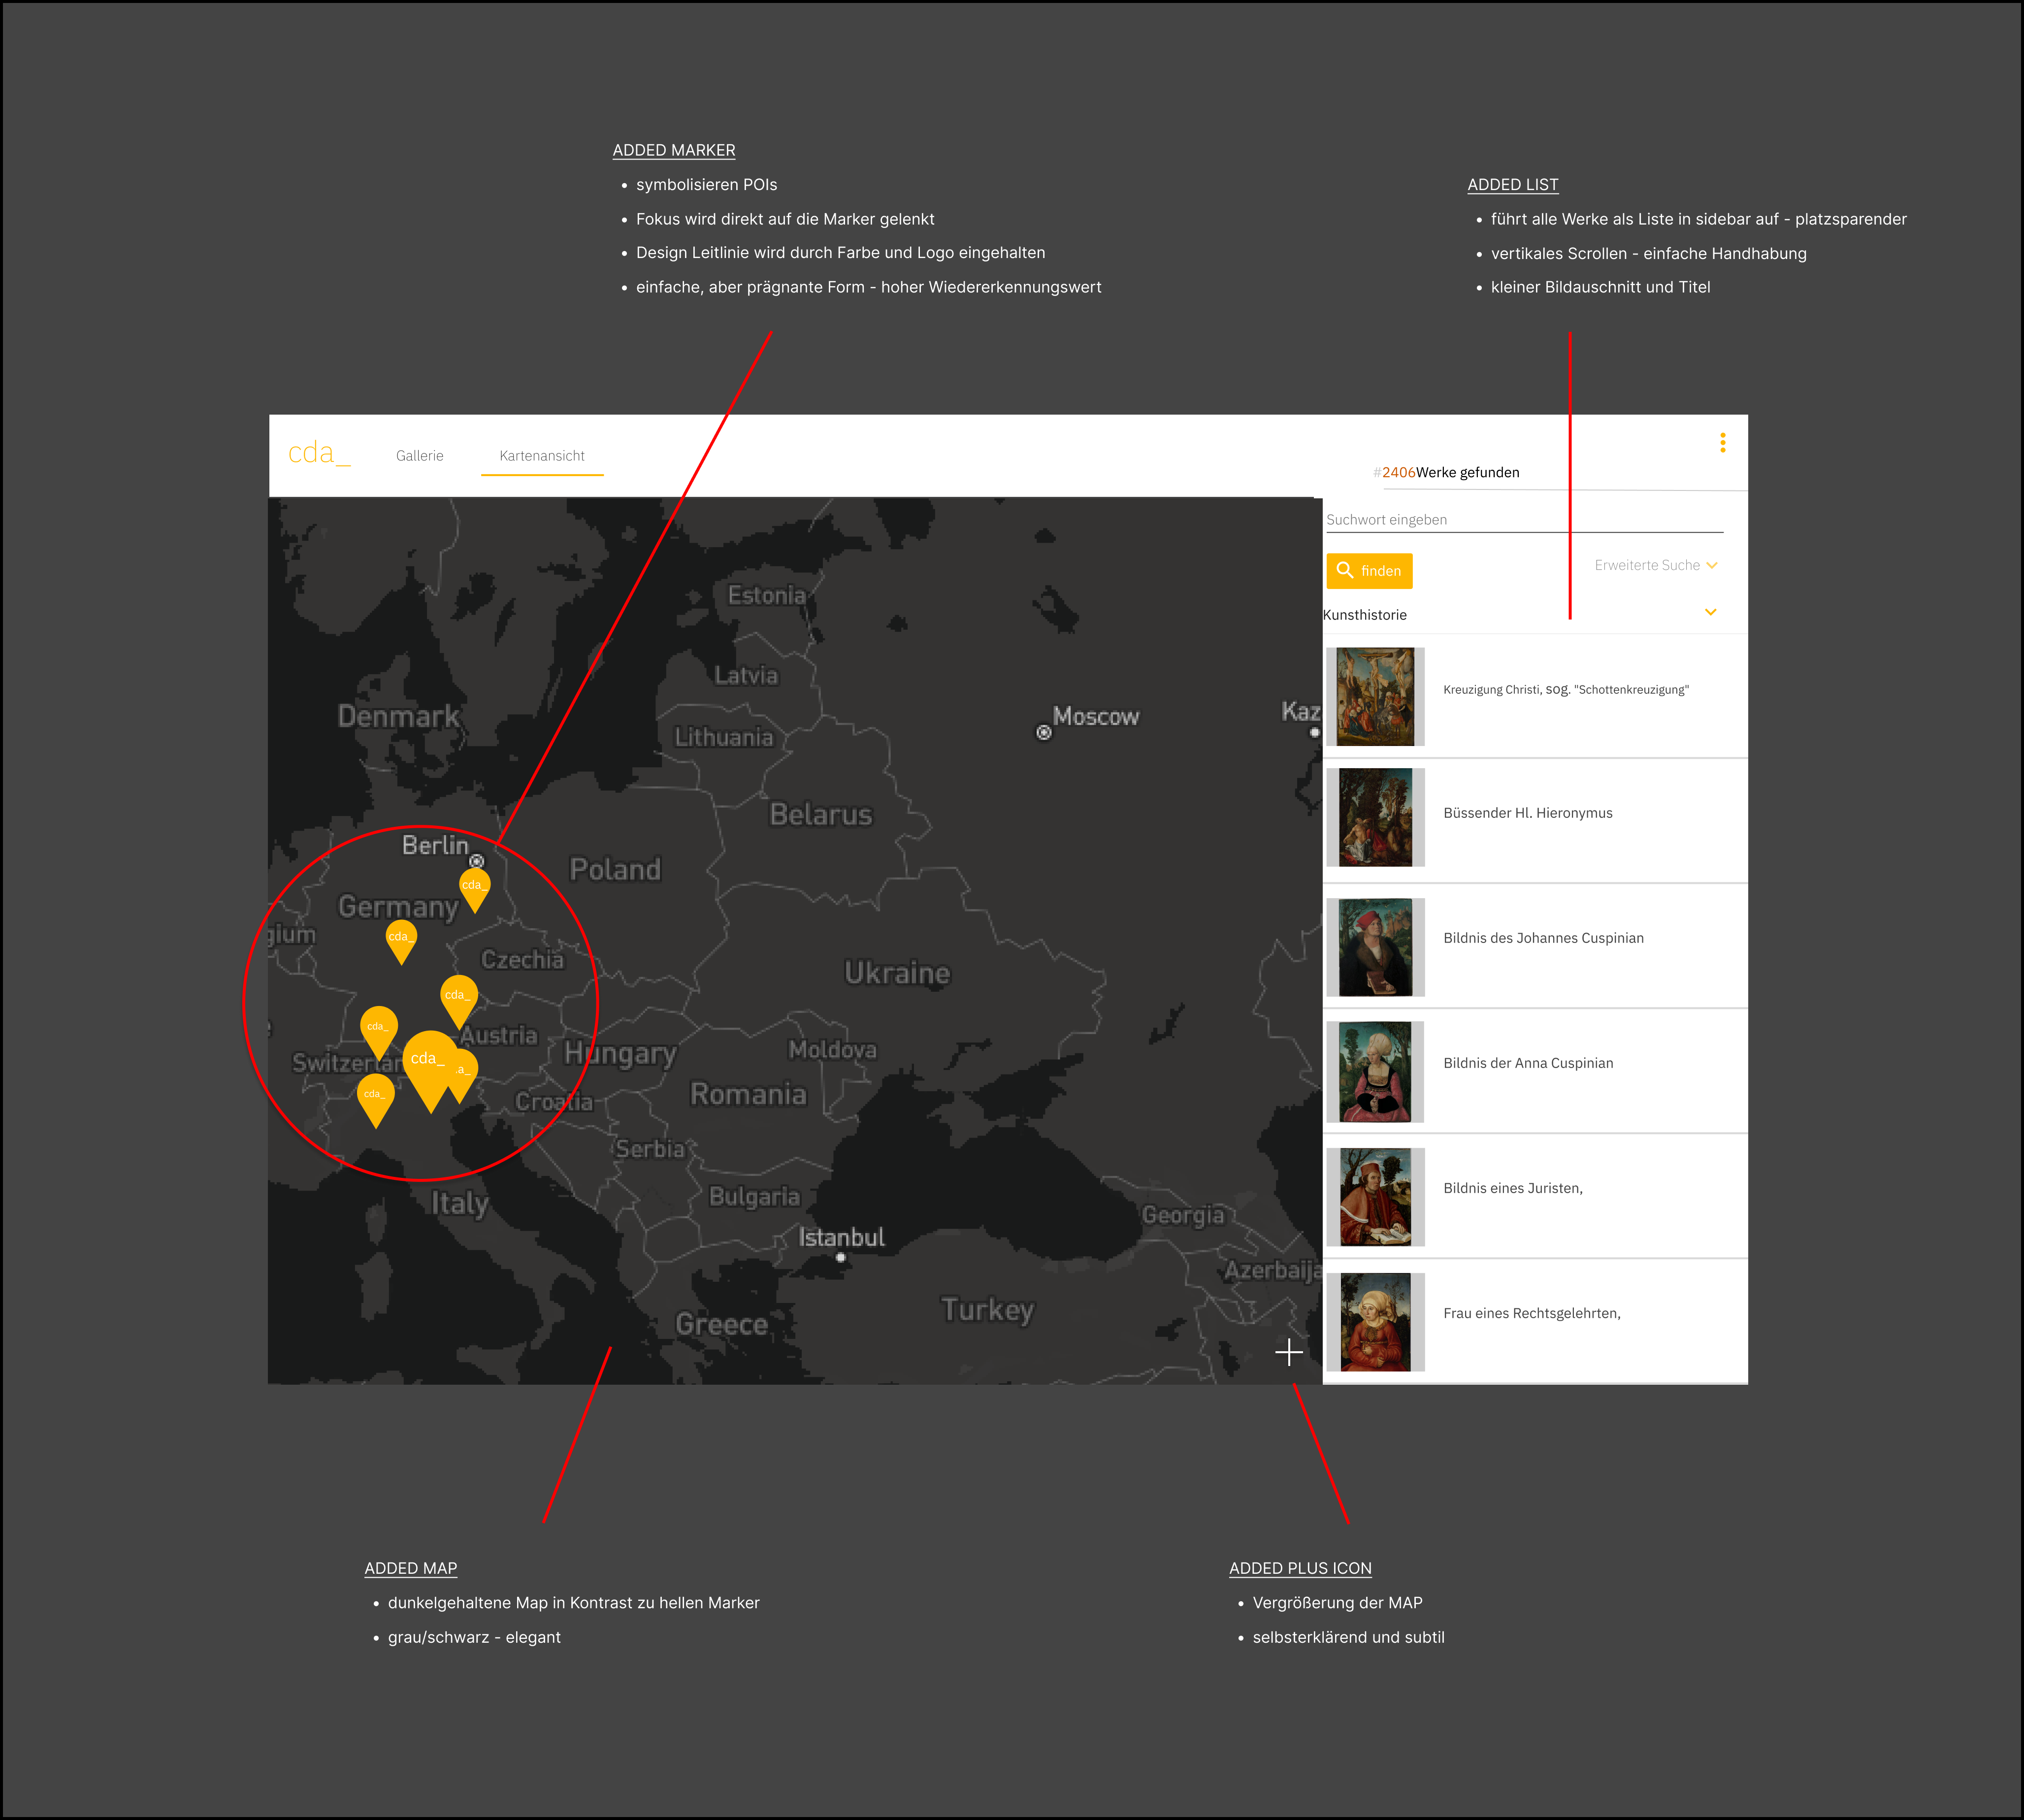 ADDED MARKER
symbolisieren POIs
Fokus wird direkt auf die Marker gelenkt
Design Leitlinie wird durch Farbe und Logo eingehalten
einfache, aber prägnante Form - hoher Wiedererkennungswert
ADDED LIST
führt alle Werke als Liste in sidebar auf - platzsparender
vertikales Scrollen - einfache Handhabung
kleiner Bildauschnitt und Titel
cda_
Gallerie
Kartenansicht
#2406Werke gefunden
Suchwort eingeben
finden
Erweiterte Suche
Kunsthistorie
Kreuzigung Christi, sog. "Schottenkreuzigung"
Büssender Hl. Hieronymus
Bildnis des Johannes Cuspinian
Bildnis der Anna Cuspinian
Bildnis eines Juristen,
Frau eines Rechtsgelehrten,
Estonia
Latvia
Denmark
Moscow
Kaz
Lithuania
Belarus
Berlin
Poland
cda_
Germany
gium
cda_
Czechia
Ukraine
cda_
cda_
Austria
Switzerlan
cda_
.a_
Hungary
Moldova
cda_
Croatia
Romania
Serbia
Italy
Bulgaria
Georgia
Istanbul
Azerbaija
Greece
Turkey
ADDED MAP
dunkelgehaltene Map in Kontrast zu hellen Marker
grau/schwarz - elegant
ADDED PLUS ICON
Vergrößerung der MAP
selbsterklärend und subtil